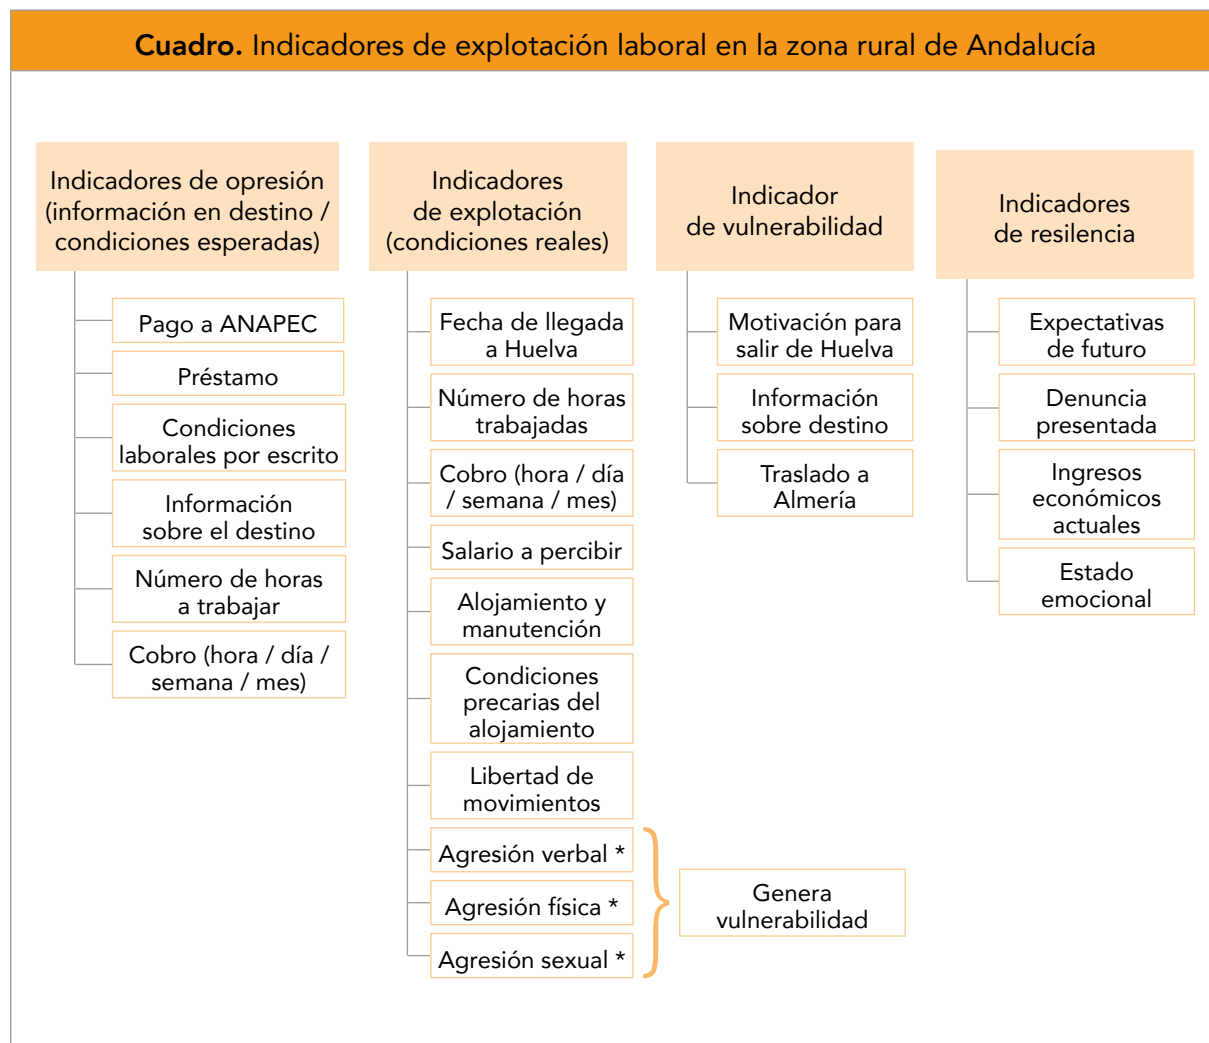 Cuadro. Indicadores de explotación laboral en la zona rural de Andalucía
Indicadores de opresión
(información en destino /
condiciones esperadas)
Pago a ANAPEC
Préstamo
Condiciones
laborales por escrito
Información
sobre el destino
Número de horas
a trabajar
Cobro (hora / día /
semana / mes)
Indicadores
de explotación
(condiciones reales)
Fecha de llegada
a Huelva
Número de horas
trabajadas
Cobro (hora / día
/ semana / mes)
Salario a percibir
Alojamiento y
manutención
Condiciones
precarias del
alojamiento
Libertad de
movimientos
Agresión verbal *
Agresión física *
Agresión sexual *
Genera
vulnerabilidad
Indicador
de vulnerabilidad
Motivación para
salir de Huelva
Información
sobre destino
Traslado a
Almería
Indicadores
de resilencia
Expectativas
de futuro
Denuncia
presentada
Ingresos
económicos
actuales
Estado
emocional